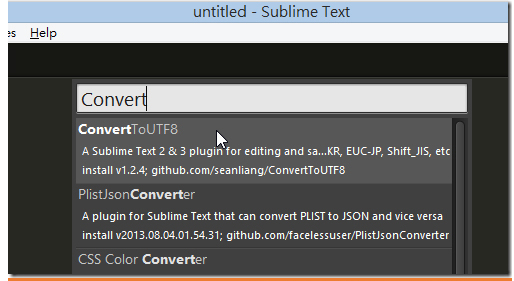 untitled - Sublime Text
es Help
Convert
ConvertToUTF8
A Sublime Text 2 & 3 plugin for editing and sa...KR, EUC-JP, Shift_JIS, etc
install v1.2.4; github.com/seanliang/ConvertToUTF8
PlistJsonConverter
A plugin for Sublime Text that can convert PLIST to JSON and vice versa
install v2013.08.04.01.54.31; github.com/facelessuser/PlistJsonConverter
CSS Color Converter